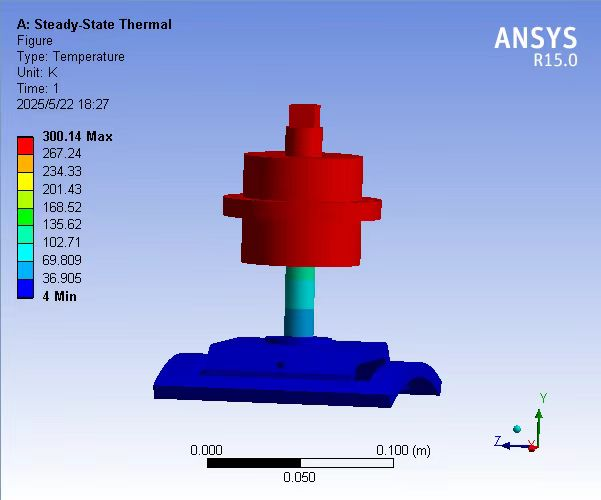 A: Steady-State Thermal
Figure
Type: Temperature
Unit: K
Time: 1
2025/5/22 18:27
ANSYS
R15.0
300.14 Max
267.24
234.33
201.43
168.52
135.62
102.71
69.809
36.905
4 Min
0.000
0.100 (m)
0.050
Y
Z
X